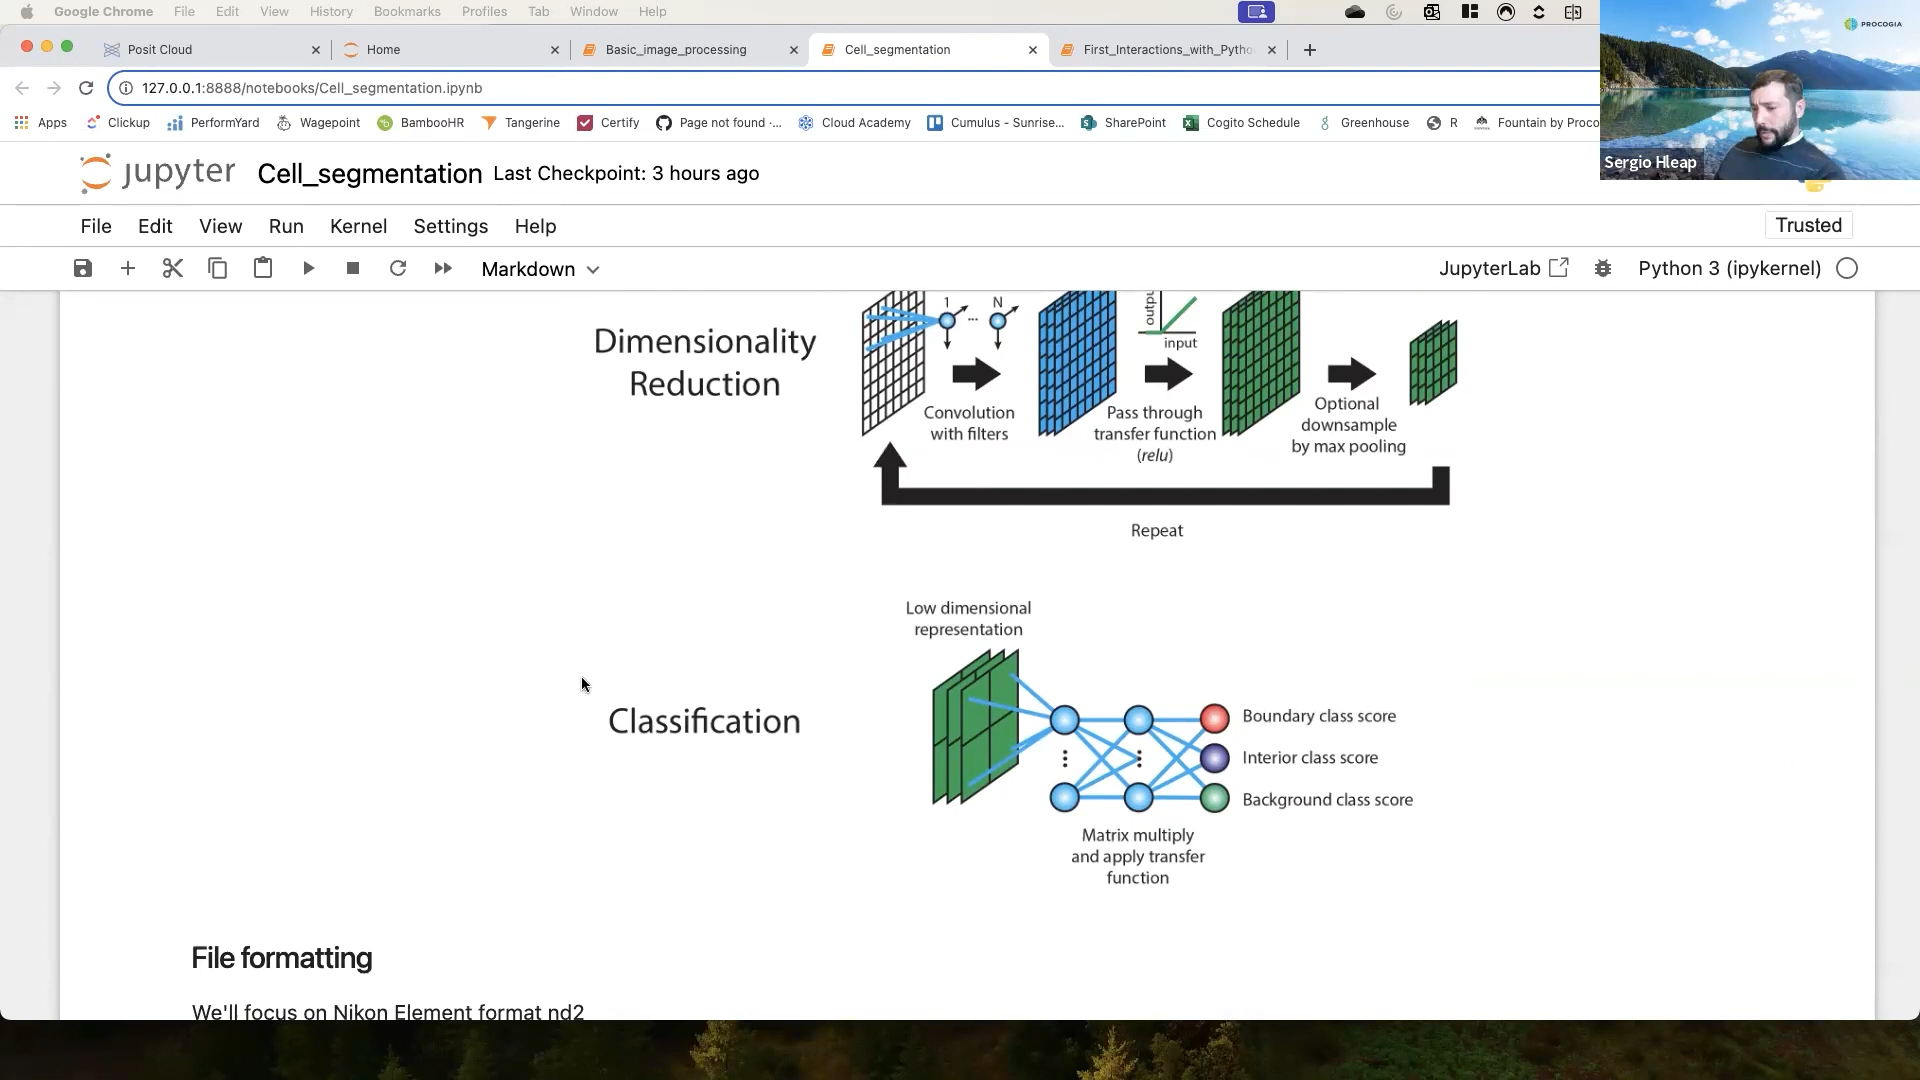 Google Chrome File Edit View History Bookmarks Profiles Tab Window Help
PROCOGIA
Posit Cloud Home Basic_image_processing Cell_segmentation First_Interactions_with_Pytho
127.0.0.1:8888/notebooks/Cell_segmentation.ipynb
Apps Clickup PerformYard Wagepoint BambooHR Tangerine Certify Page not found -... Cloud Academy Cumulus - Sunrise... SharePoint Cogito Schedule Greenhouse R Fountain by Proco
Sergio Hleap
jupyter Cell_segmentation Last Checkpoint: 3 hours ago
File Edit View Run Kernel Settings Help Trusted
Markdown JupyterLab Python 3 (ipykernel)
1 ... N
outpu
input
Dimensionality
Reduction
Convolution
with filters
Pass through
transfer function
(relu)
Optional
downsample
by max pooling
Repeat
Low dimensional
representation
Classification
Boundary class score
Interior class score
Background class score
Matrix multiply
and apply transfer
function
File formatting
We'll focus on Nikon Element format nd2